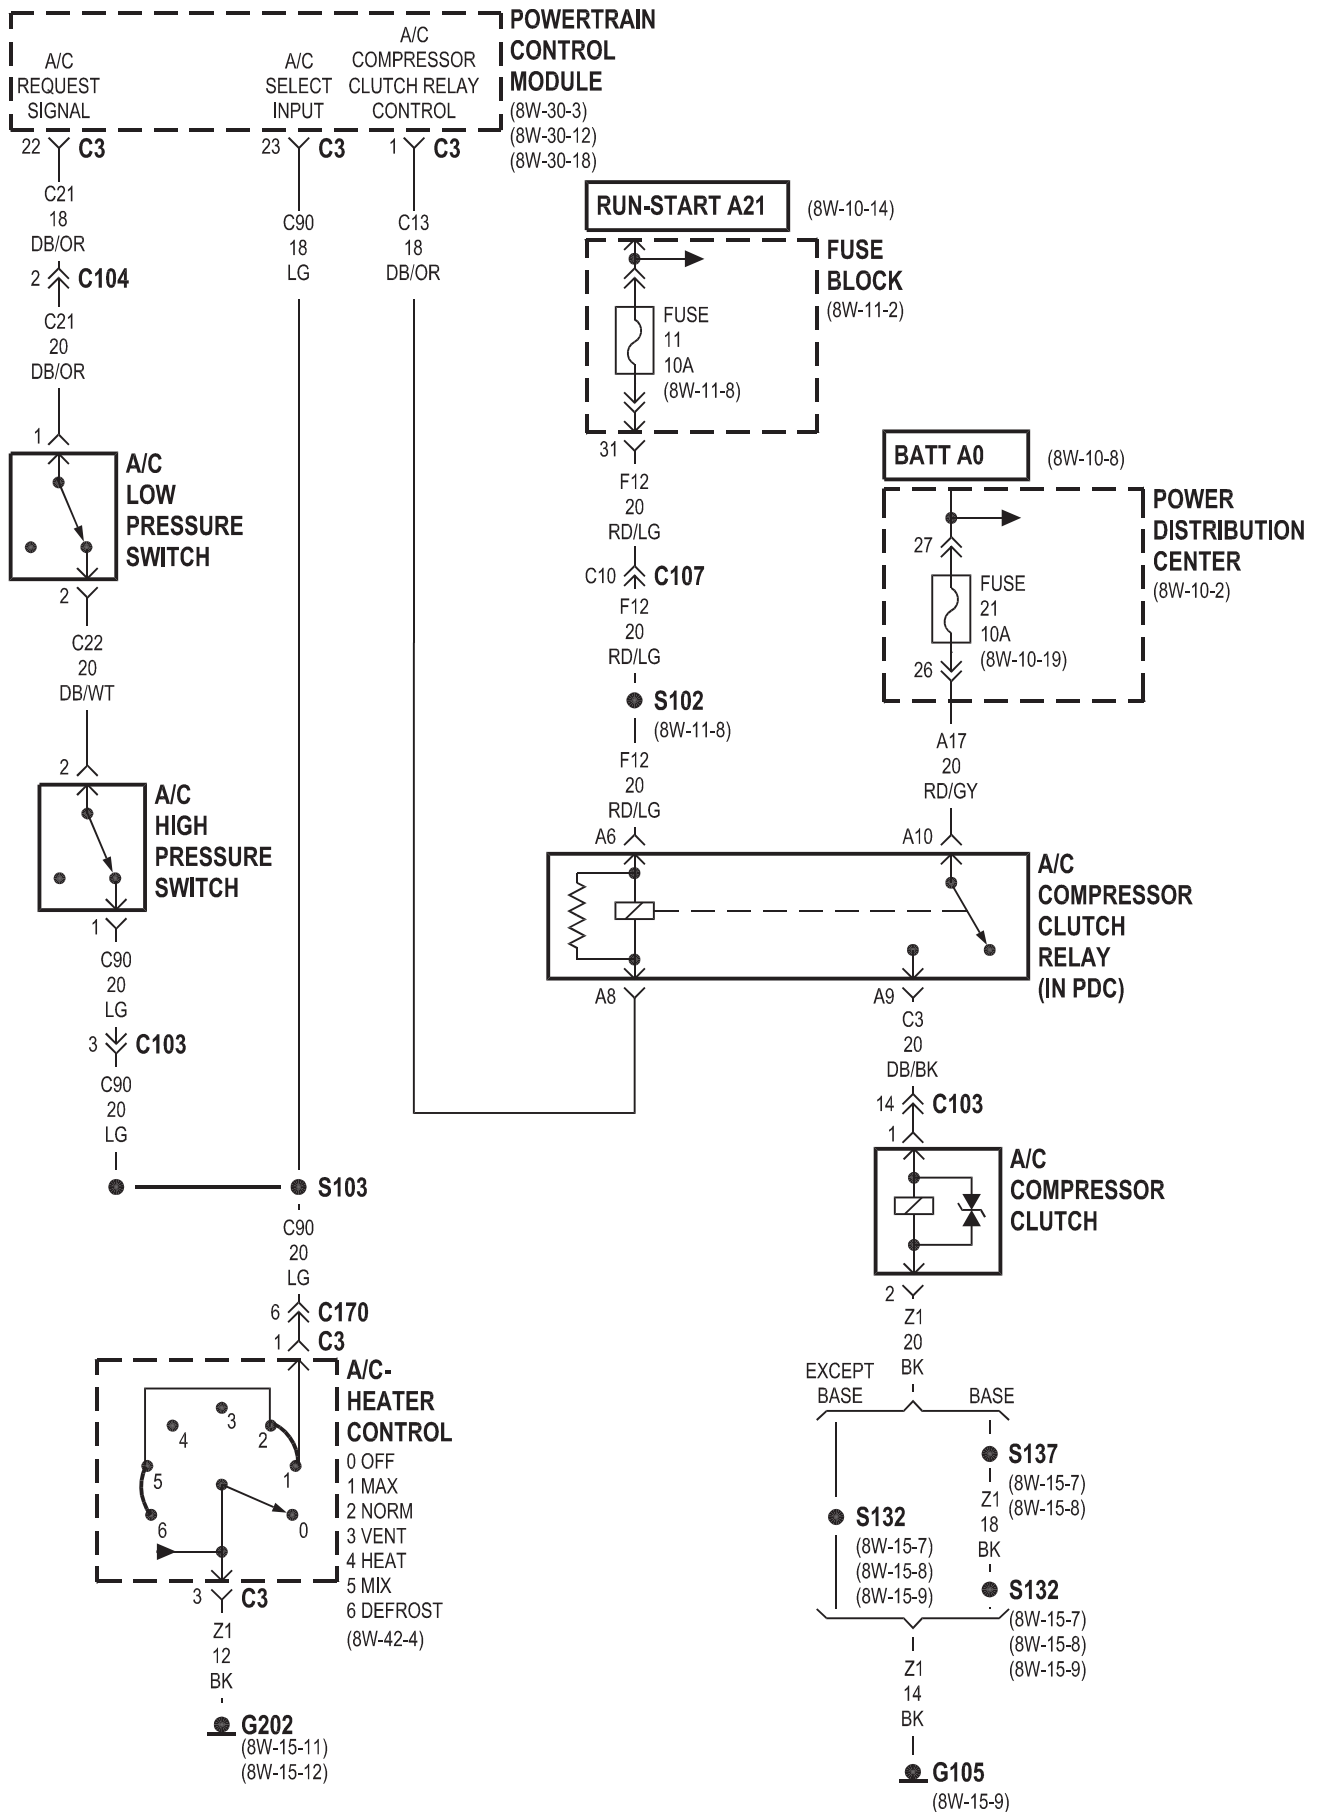 POWERTRAIN
CONTROL
MODULE
(8W-30-3)
(8W-30-12)
(8W-30-18)
A/C
REQUEST
SIGNAL
A/C
SELECT
INPUT
A/C
COMPRESSOR
CLUTCH RELAY
CONTROL
22 C3
23 C3
1 C3
C21
18
DB/OR
2 C104
C21
20
DB/OR
1
A/C
LOW
PRESSURE
SWITCH
2
C22
20
DB/WT
2
A/C
HIGH
PRESSURE
SWITCH
1
C90
20
LG
3 C103
C90
20
LG
C90
18
LG
C13
18
DB/OR
S103
C90
20
LG
6 C170
1 C3
A/C-
HEATER
CONTROL
0 OFF
1 MAX
2 NORM
3 VENT
4 HEAT
5 MIX
6 DEFROST
(8W-42-4)
3
4
2
5
1
6
0
3 C3
Z1
12
BK
G202
(8W-15-11)
(8W-15-12)
RUN-START A21
(8W-10-14)
FUSE
BLOCK
(8W-11-2)
FUSE
11
10A
(8W-11-8)
31
F12
20
RD/LG
C10 C107
F12
20
RD/LG
S102
(8W-11-8)
F12
20
RD/LG
A6
BATT A0
(8W-10-8)
POWER
DISTRIBUTION
CENTER
(8W-10-2)
27
FUSE
21
10A
(8W-10-19)
26
A17
20
RD/GY
A10
A/C
COMPRESSOR
CLUTCH
RELAY
(IN PDC)
A8
A9
C3
20
DB/BK
14 C103
1
A/C
COMPRESSOR
CLUTCH
2
Z1
20
BK
EXCEPT
BASE
BASE
S137
(8W-15-7)
(8W-15-8)
Z1
18
BK
S132
(8W-15-7)
(8W-15-8)
(8W-15-9)
S132
(8W-15-7)
(8W-15-8)
(8W-15-9)
Z1
14
BK
G105
(8W-15-9)